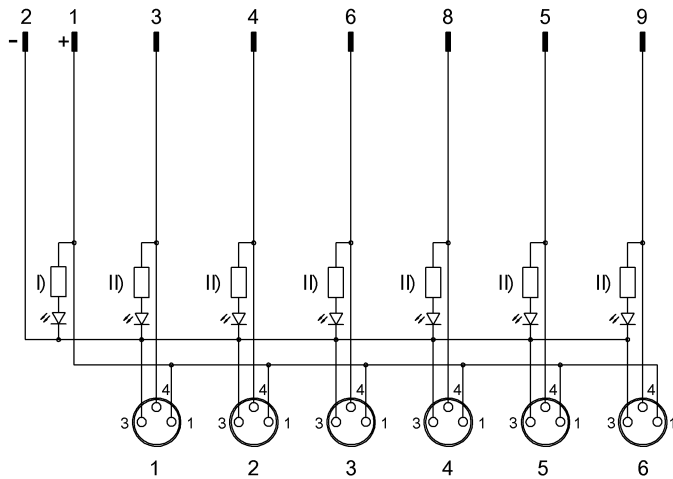 2 1 3 4 6 8 5 9
- +
I) II) II) II) II) II) II)
4 4 4 4 4 4
3 1 3 1 3 1 3 1 3 1 3 1
1 2 3 4 5 6